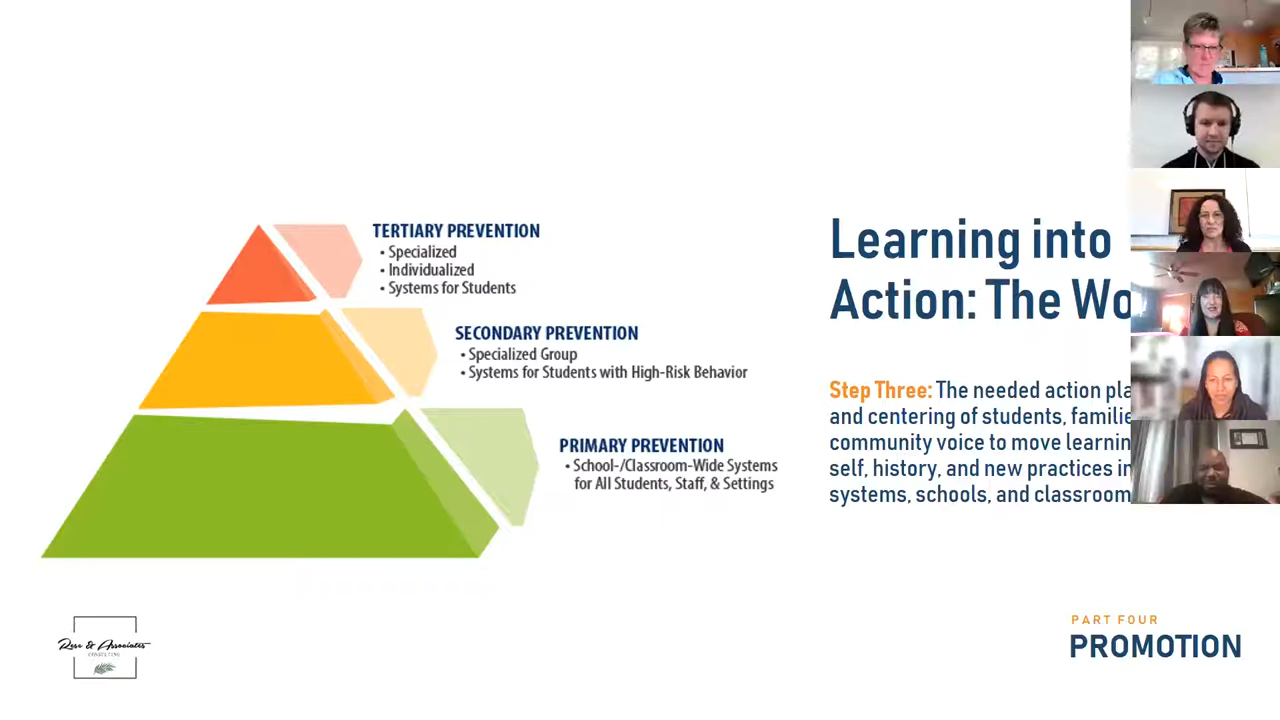 TERTIARY PREVENTION
• Specialized
• Individualized
• Systems for Students
SECONDARY PREVENTION
• Specialized Group
• Systems for Students with High-Risk Behavior
PRIMARY PREVENTION
• School-/Classroom-Wide Systems
for All Students, Staff, & Settings
Learning into
Action: The Wo
Step Three: The needed action pla
and centering of students, familie
community voice to move learnin
self, history, and new practices in
systems, schools, and classroom
Rose & Associates
CONSULTING
PART FOUR
PROMOTION